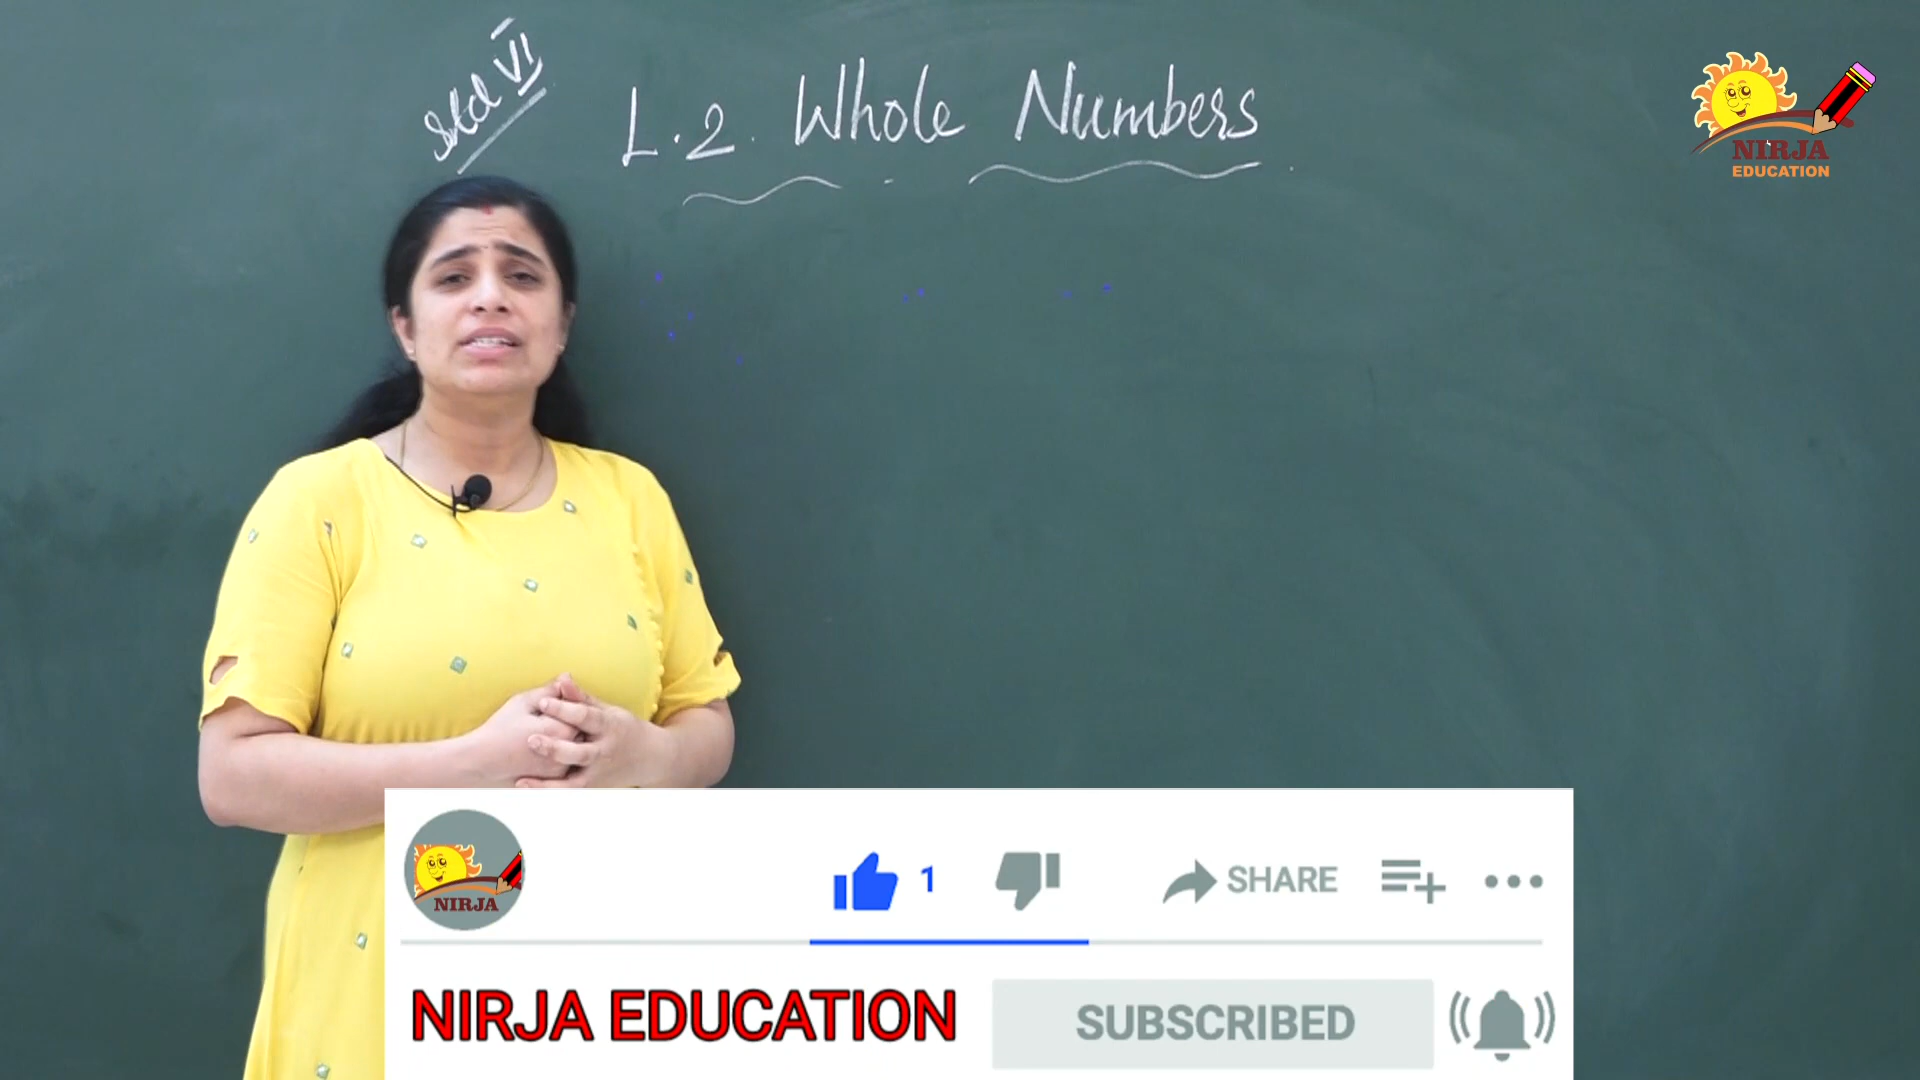 Std VI
L.2. Whole Numbers
NIRJA
EDUCATION
NIRJA
1
SHARE
NIRJA EDUCATION
SUBSCRIBED